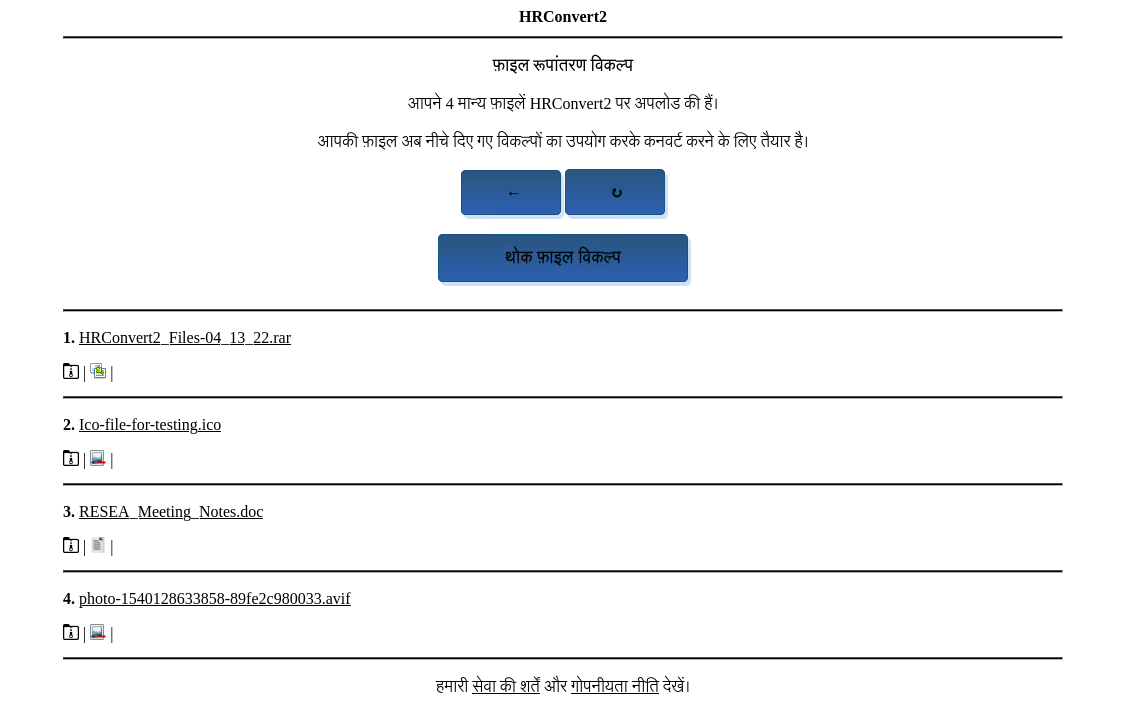 HRConvert2
फ़ाइल रूपांतरण विकल्प
आपने 4 मान्य फ़ाइलें HRConvert2 पर अपलोड की हैं।
आपकी फ़ाइल अब नीचे दिए गए विकल्पों का उपयोग करके कनवर्ट करने के लिए तैयार है।
← ↻
थोक फ़ाइल विकल्प
1. HRConvert2_Files-04_13_22.rar
| |
2. Ico-file-for-testing.ico
| |
3. RESEA_Meeting_Notes.doc
| |
4. photo-1540128633858-89fe2c980033.avif
| |
हमारी सेवा की शर्तें और गोपनीयता नीति देखें।